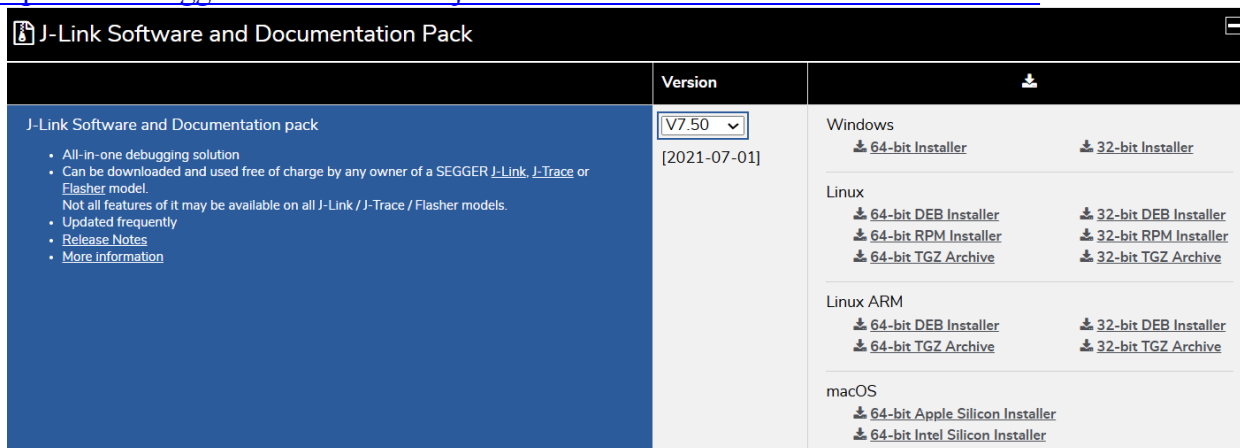 J-Link Software and Documentation Pack
Version
J-Link Software and Documentation pack
All-in-one debugging solution
Can be downloaded and used free of charge by any owner of a SEGGER J-Link, J-Trace or
Flasher model.
Not all features of it may be available on all J-Link / J-Trace / Flasher models.
Updated frequently
Release Notes
More information
V7.50
[2021-07-01]
Windows
64-bit Installer 32-bit Installer
Linux
64-bit DEB Installer 32-bit DEB Installer
64-bit RPM Installer 32-bit RPM Installer
64-bit TGZ Archive 32-bit TGZ Archive
Linux ARM
64-bit DEB Installer 32-bit DEB Installer
64-bit TGZ Archive 32-bit TGZ Archive
macOS
64-bit Apple Silicon Installer
64-bit Intel Silicon Installer